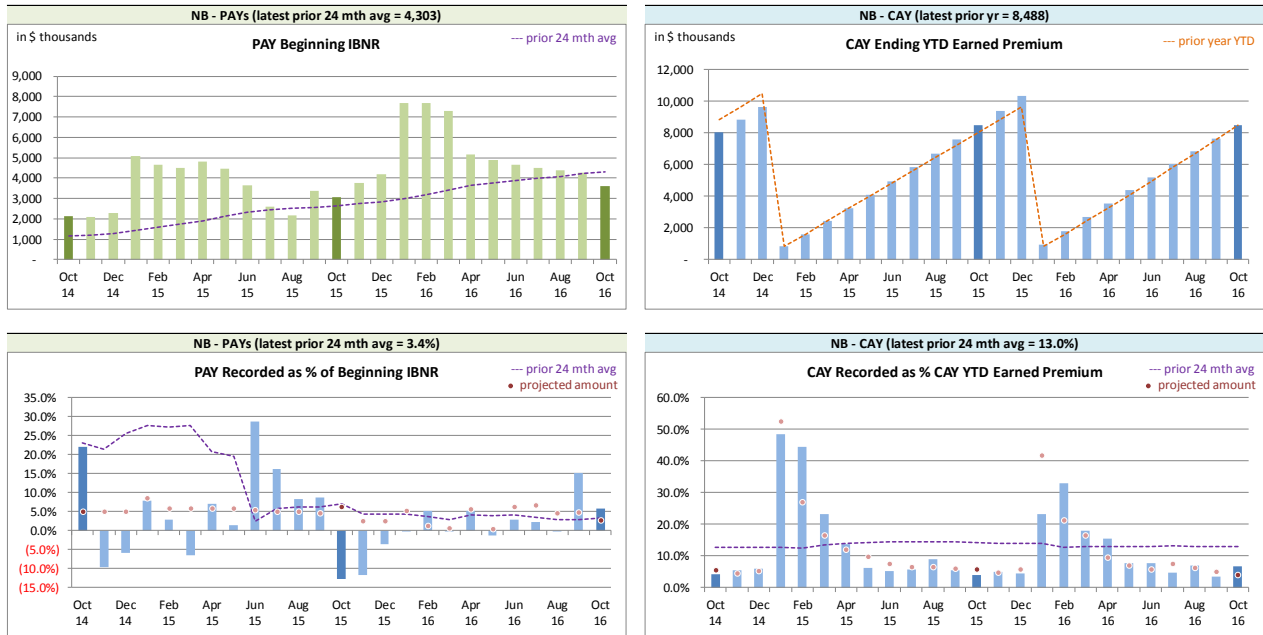 NB - PAYs (latest prior 24 mth avg = 4,303)
in $ thousands
PAY Beginning IBNR
--- prior 24 mth avg
9,000
8,000
7,000
6,000
5,000
4,000
3,000
2,000
1,000
-
Oct Dec Feb Apr Jun Aug Oct Dec Feb Apr Jun Aug Oct
14 14 15 15 15 15 15 15 16 16 16 16 16
NB - CAY (latest prior yr = 8,488)
in $ thousands
CAY Ending YTD Earned Premium
--- prior year YTD
12,000
10,000
8,000
6,000
4,000
2,000
-
Oct Dec Feb Apr Jun Aug Oct Dec Feb Apr Jun Aug Oct
14 14 15 15 15 15 15 15 16 16 16 16 16
NB - PAYs (latest prior 24 mth avg = 3.4%)
PAY Recorded as % of Beginning IBNR
--- prior 24 mth avg
• projected amount
35.0%
30.0%
25.0%
20.0%
15.0%
10.0%
5.0%
0.0%
(5.0%)
(10.0%)
(15.0%)
Oct Dec Feb Apr Jun Aug Oct Dec Feb Apr Jun Aug Oct
14 14 15 15 15 15 15 15 16 16 16 16 16
NB - CAY (latest prior 24 mth avg = 13.0%)
CAY Recorded as % CAY YTD Earned Premium
--- prior 24 mth avg
• projected amount
60.0%
50.0%
40.0%
30.0%
20.0%
10.0%
0.0%
Oct Dec Feb Apr Jun Aug Oct Dec Feb Apr Jun Aug Oct
14 14 15 15 15 15 15 15 16 16 16 16 16